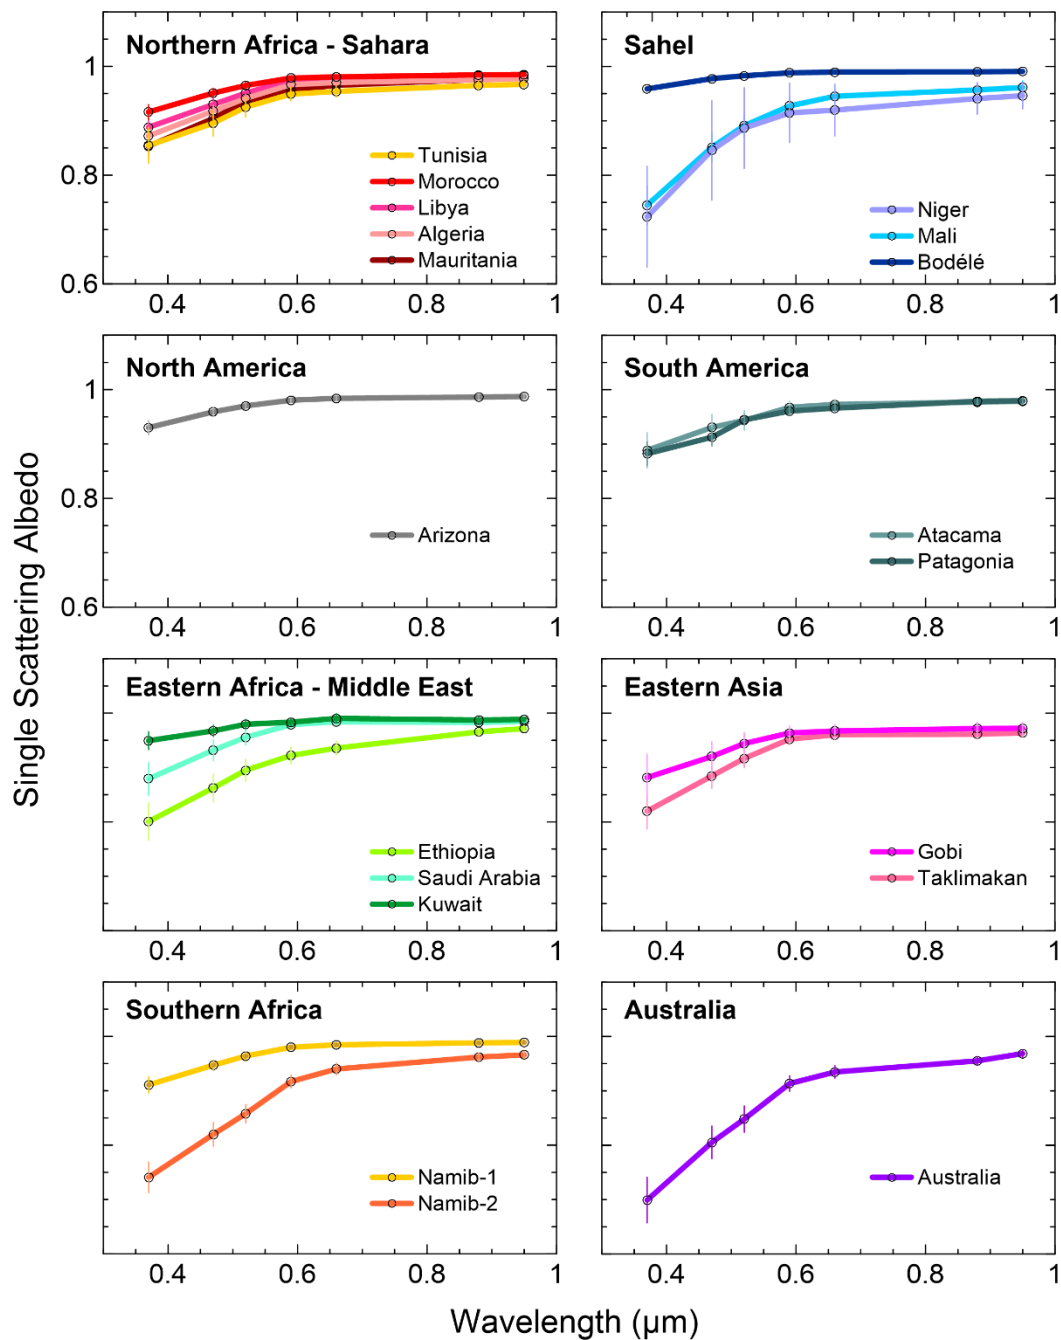 Northern Africa - Sahara
1
0.8
0.6
Tunisia
Morocco
Libya
Algeria
Mauritania
0.4
0.6
0.8
1
Sahel
Niger
Mali
Bodélé
0.4
0.6
0.8
1
North America
1
0.8
0.6
Arizona
0.4
0.6
0.8
1
South America
Atacama
Patagonia
0.4
0.6
0.8
1
Single Scattering Albedo
Eastern Africa - Middle East
Ethiopia
Saudi Arabia
Kuwait
0.4
0.6
0.8
1
Eastern Asia
Gobi
Taklimakan
0.4
0.6
0.8
1
Southern Africa
Namib-1
Namib-2
0.4
0.6
0.8
1
Australia
Australia
0.4
0.6
0.8
1
Wavelength (µm)